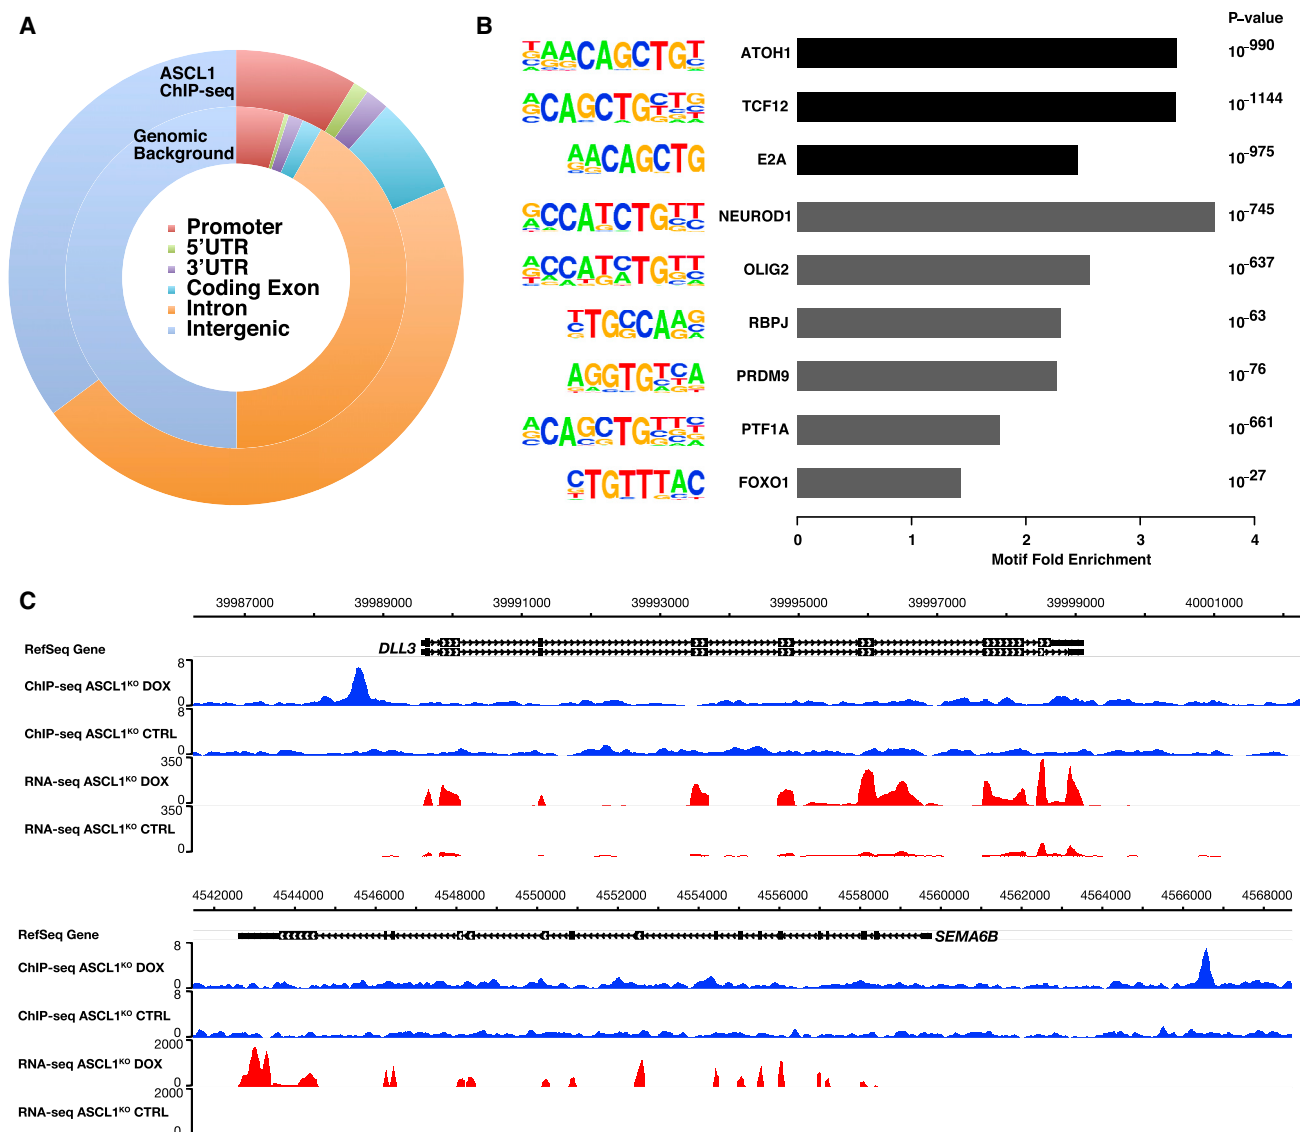 A
ASCL1
ChIP-seq
Genomic
Background
Promoter
5'UTR
3'UTR
Coding Exon
Intron
Intergenic
B
P–value
ATOH1
10-990
TCF12
10-1144
E2A
10-975
NEUROD1
10-745
OLIG2
10-637
RBPJ
10-63
PRDM9
10-76
PTF1A
10-661
FOXO1
10-27
0 1 2 3 4
Motif Fold Enrichment
C
39987000 39989000 39991000 39993000 39995000 39997000 39999000 40001000
RefSeq Gene
DLL3
8
ChIP-seq ASCL1KO DOX
0
8
ChIP-seq ASCL1KO CTRL
0
350
RNA-seq ASCL1KO DOX
0
350
RNA-seq ASCL1KO CTRL
0
4542000 4544000 4546000 4548000 4550000 4552000 4554000 4556000 4558000 4560000 4562000 4564000 4566000 4568000
RefSeq Gene
SEMA6B
8
ChIP-seq ASCL1KO DOX
0
8
ChIP-seq ASCL1KO CTRL
0
2000
RNA-seq ASCL1KO DOX
0
2000
RNA-seq ASCL1KO CTRL
0